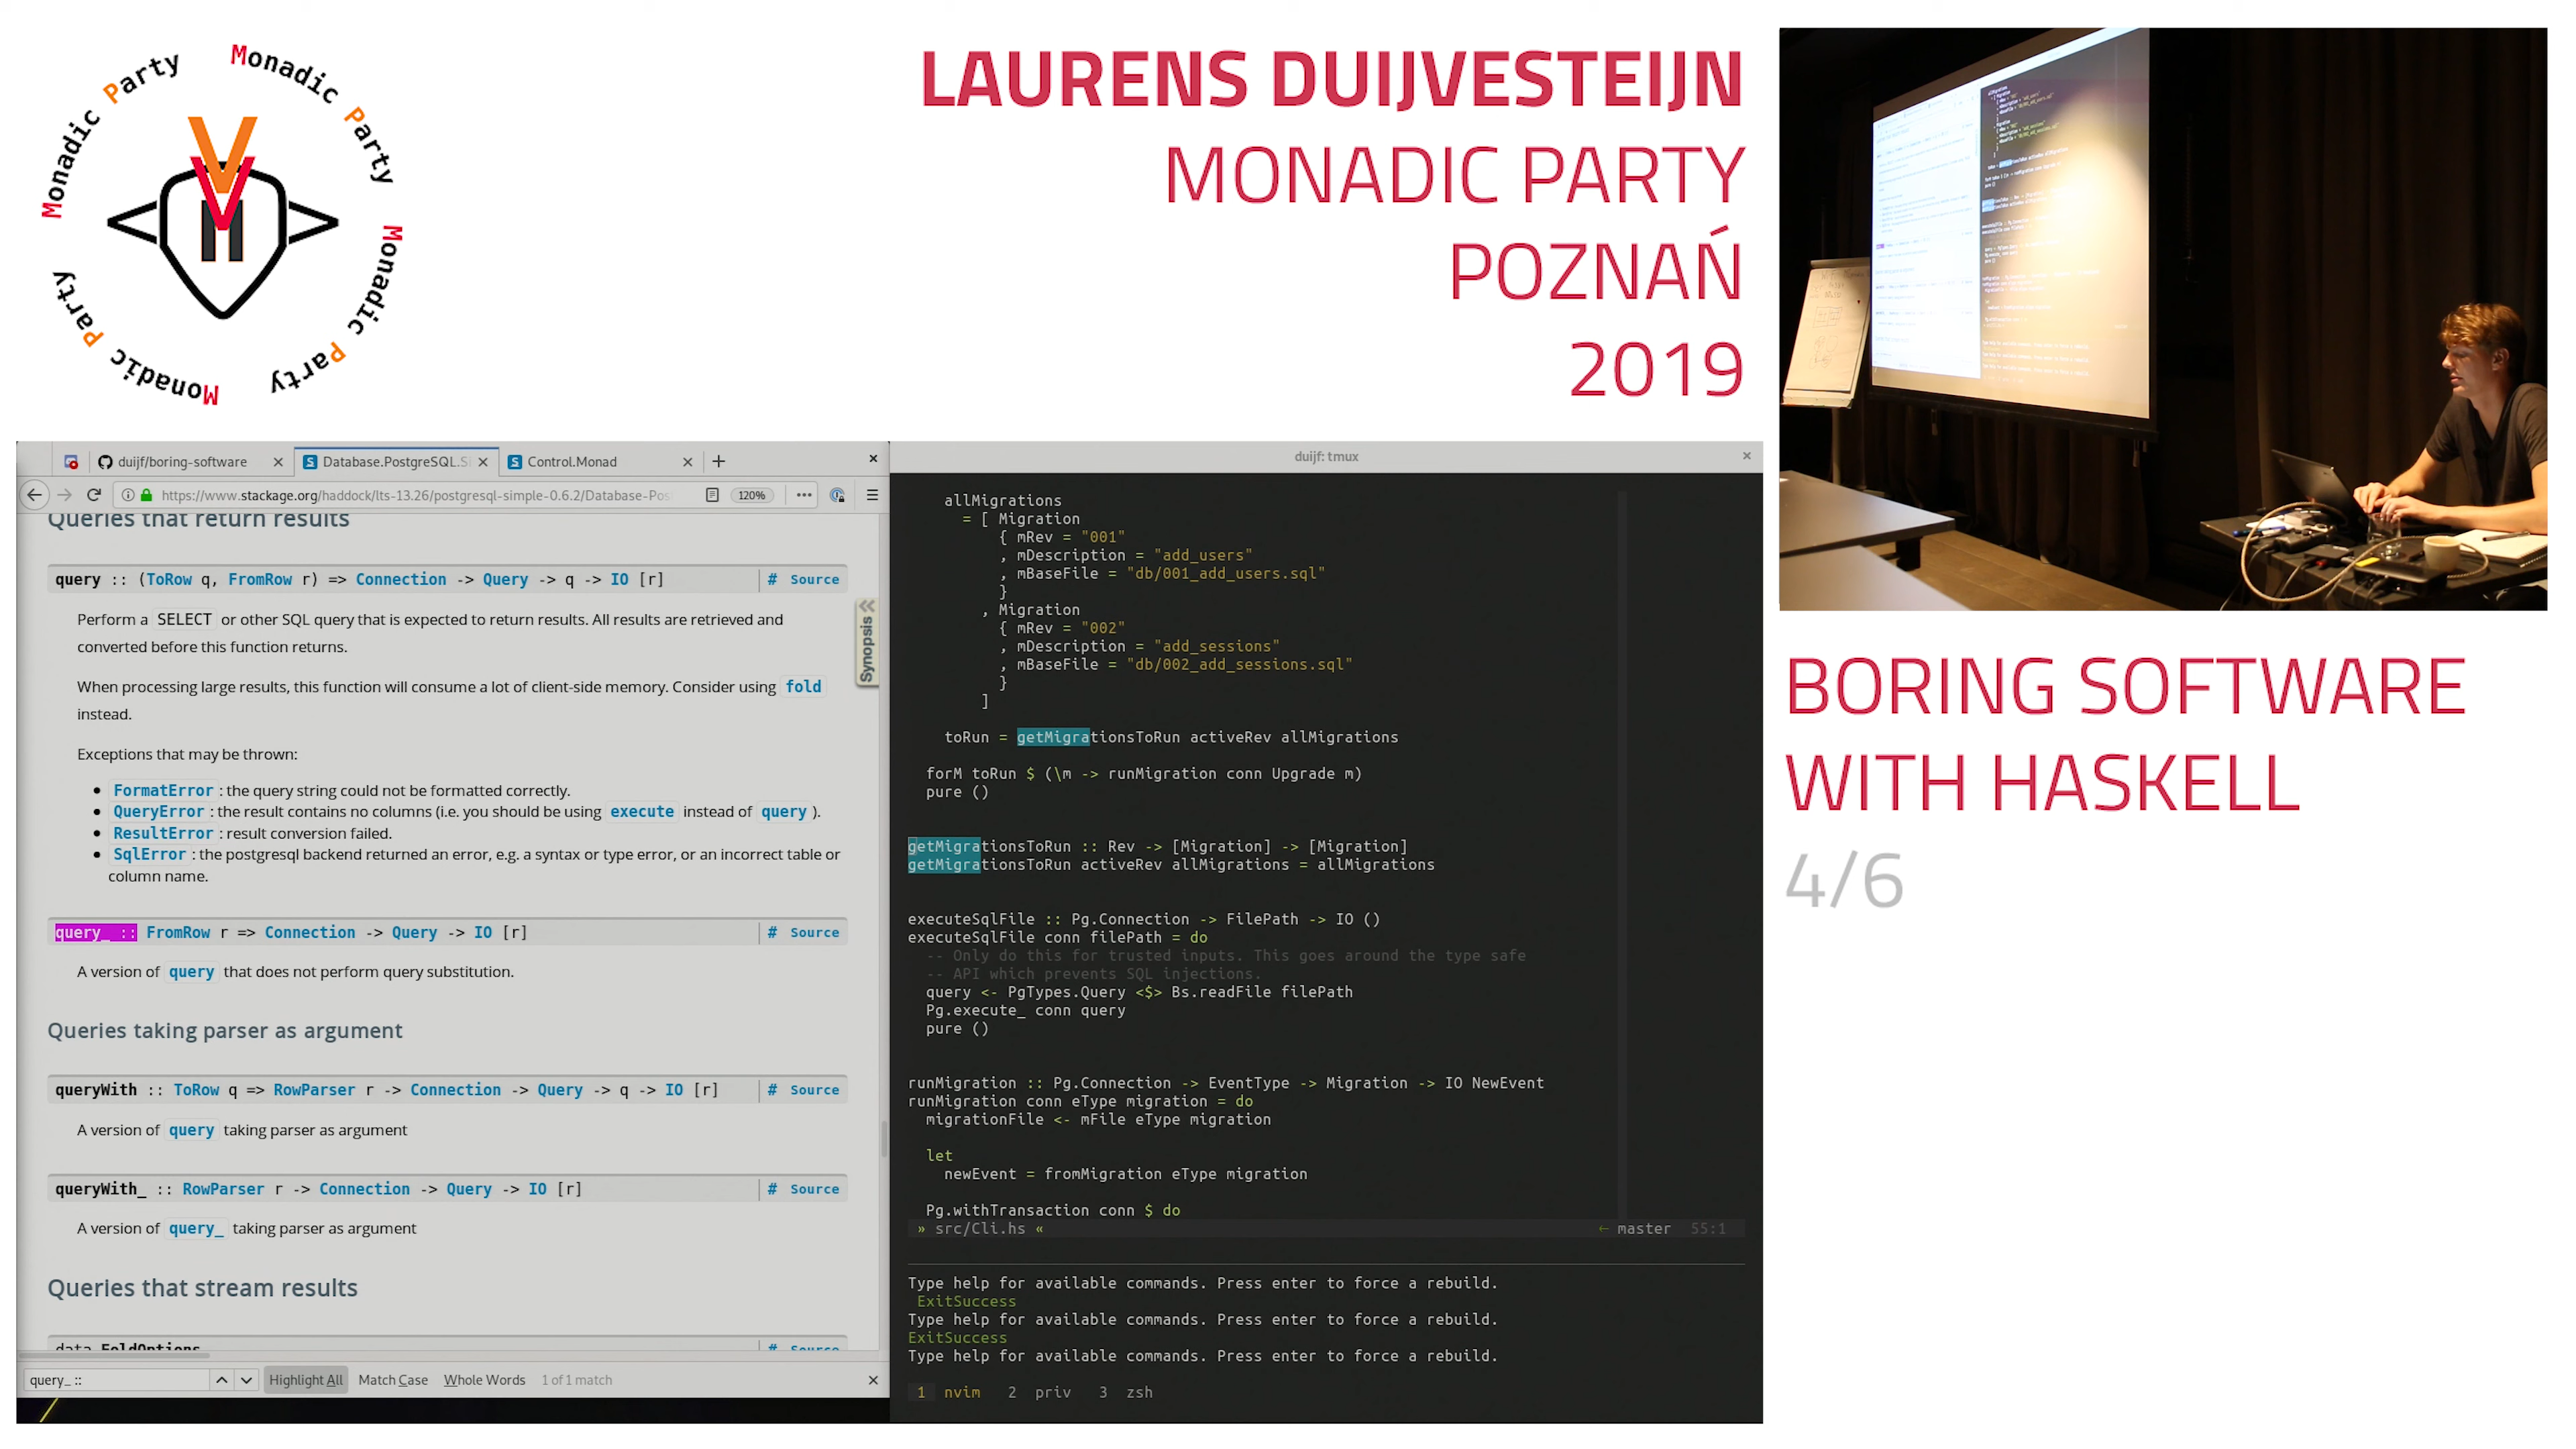 Monadic Party Monadic Party Monadic Party Monadic Party
LAURENS DUIJVESTEIJN
MONADIC PARTY
POZNAŃ
2019
duijf/boring-software
Database.PostgreSQL.Si
Control.Monad
https://www.stackage.org/haddock/lts-13.26/postgresql-simple-0.6.2/Database-Pos
120%
Queries that return results
query :: (ToRow q, FromRow r) => Connection -> Query -> q -> IO [r] # Source
Perform a SELECT or other SQL query that is expected to return results. All results are retrieved and
converted before this function returns.
When processing large results, this function will consume a lot of client-side memory. Consider using fold
instead.
Exceptions that may be thrown:
• FormatError : the query string could not be formatted correctly.
• QueryError : the result contains no columns (i.e. you should be using execute instead of query ).
• ResultError : result conversion failed.
• SqlError : the postgresql backend returned an error, e.g. a syntax or type error, or an incorrect table or
column name.
Synopsis
query_ :: FromRow r => Connection -> Query -> IO [r] # Source
A version of query that does not perform query substitution.
Queries taking parser as argument
queryWith :: ToRow q => RowParser r -> Connection -> Query -> q -> IO [r] # Source
A version of query taking parser as argument
queryWith_ :: RowParser r -> Connection -> Query -> IO [r] # Source
A version of query_ taking parser as argument
Queries that stream results
data FoldOptions # Source
query_ :: Highlight All Match Case Whole Words 1 of 1 match
duijf: tmux
allMigrations
= [ Migration
{ mRev = "001"
, mDescription = "add_users"
, mBaseFile = "db/001_add_users.sql"
}
, Migration
{ mRev = "002"
, mDescription = "add_sessions"
, mBaseFile = "db/002_add_sessions.sql"
}
]
toRun = getMigrationsToRun activeRev allMigrations
forM toRun $ (\m -> runMigration conn Upgrade m)
pure ()
getMigrationsToRun :: Rev -> [Migration] -> [Migration]
getMigrationsToRun activeRev allMigrations = allMigrations
executeSqlFile :: Pg.Connection -> FilePath -> IO ()
executeSqlFile conn filePath = do
-- Only do this for trusted inputs. This goes around the type safe
-- API which prevents SQL injections.
query <- PgTypes.Query <$> Bs.readFile filePath
Pg.execute_ conn query
pure ()
runMigration :: Pg.Connection -> EventType -> Migration -> IO NewEvent
runMigration conn eType migration = do
migrationFile <- mFile eType migration
let
newEvent = fromMigration eType migration
Pg.withTransaction conn $ do
» src/Cli.hs « ← master 55:1
Type help for available commands. Press enter to force a rebuild.
ExitSuccess
Type help for available commands. Press enter to force a rebuild.
ExitSuccess
Type help for available commands. Press enter to force a rebuild.
1 nvim 2 priv 3 zsh
BORING SOFTWARE
WITH HASKELL
4/6